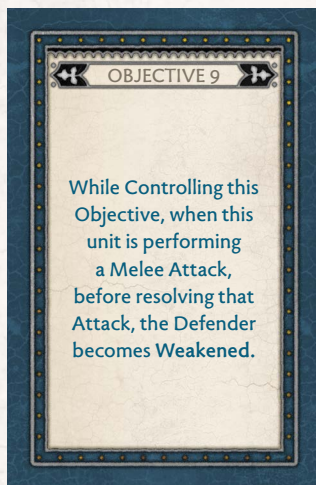 OBJECTIVE 9
While Controlling this
Objective, when this
unit is performing
a Melee Attack,
before resolving that
Attack, the Defender
becomes Weakened.